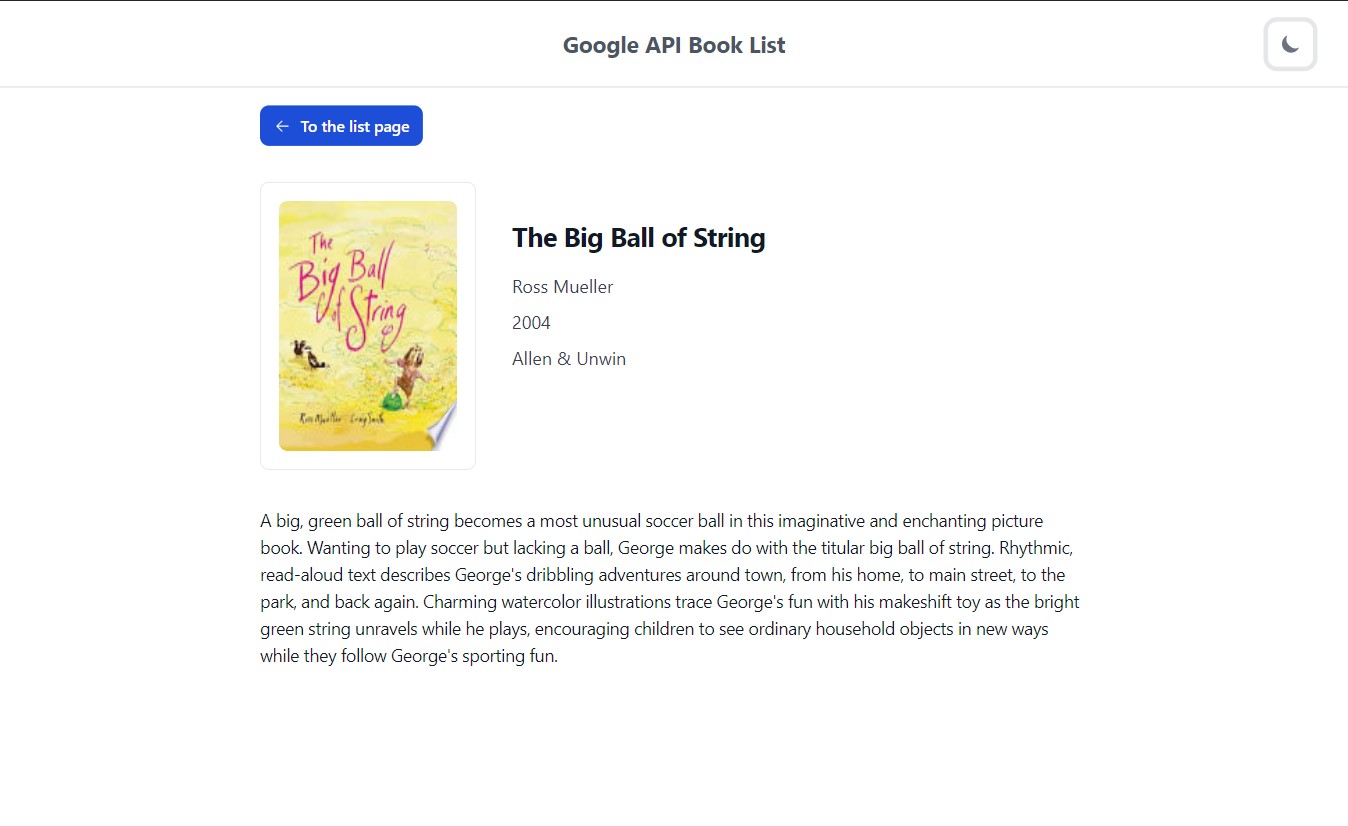 Google API Book List
To the list page
The
Big Ball
of String
Ross Mueller Craig Smith
The Big Ball of String
Ross Mueller
2004
Allen & Unwin
A big, green ball of string becomes a most unusual soccer ball in this imaginative and enchanting picture
book. Wanting to play soccer but lacking a ball, George makes do with the titular big ball of string. Rhythmic,
read-aloud text describes George's dribbling adventures around town, from his home, to main street, to the
park, and back again. Charming watercolor illustrations trace George's fun with his makeshift toy as the bright
green string unravels while he plays, encouraging children to see ordinary household objects in new ways
while they follow George's sporting fun.